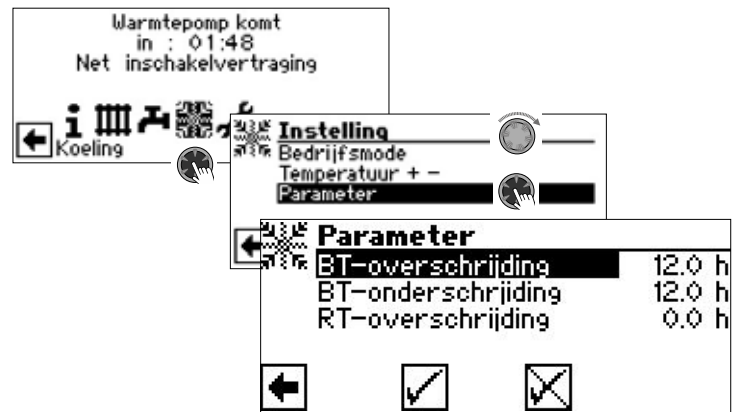 Warmtepomp komt
in : 01:48
Net inschakelvertraging
Koeling
Instelling
Bedrijfsmode
Temperatuur + -
Parameter
Parameter
BT-overschrijding 12.0 h
BT-onderschrijding 12.0 h
RT-overschrijding 0.0 h